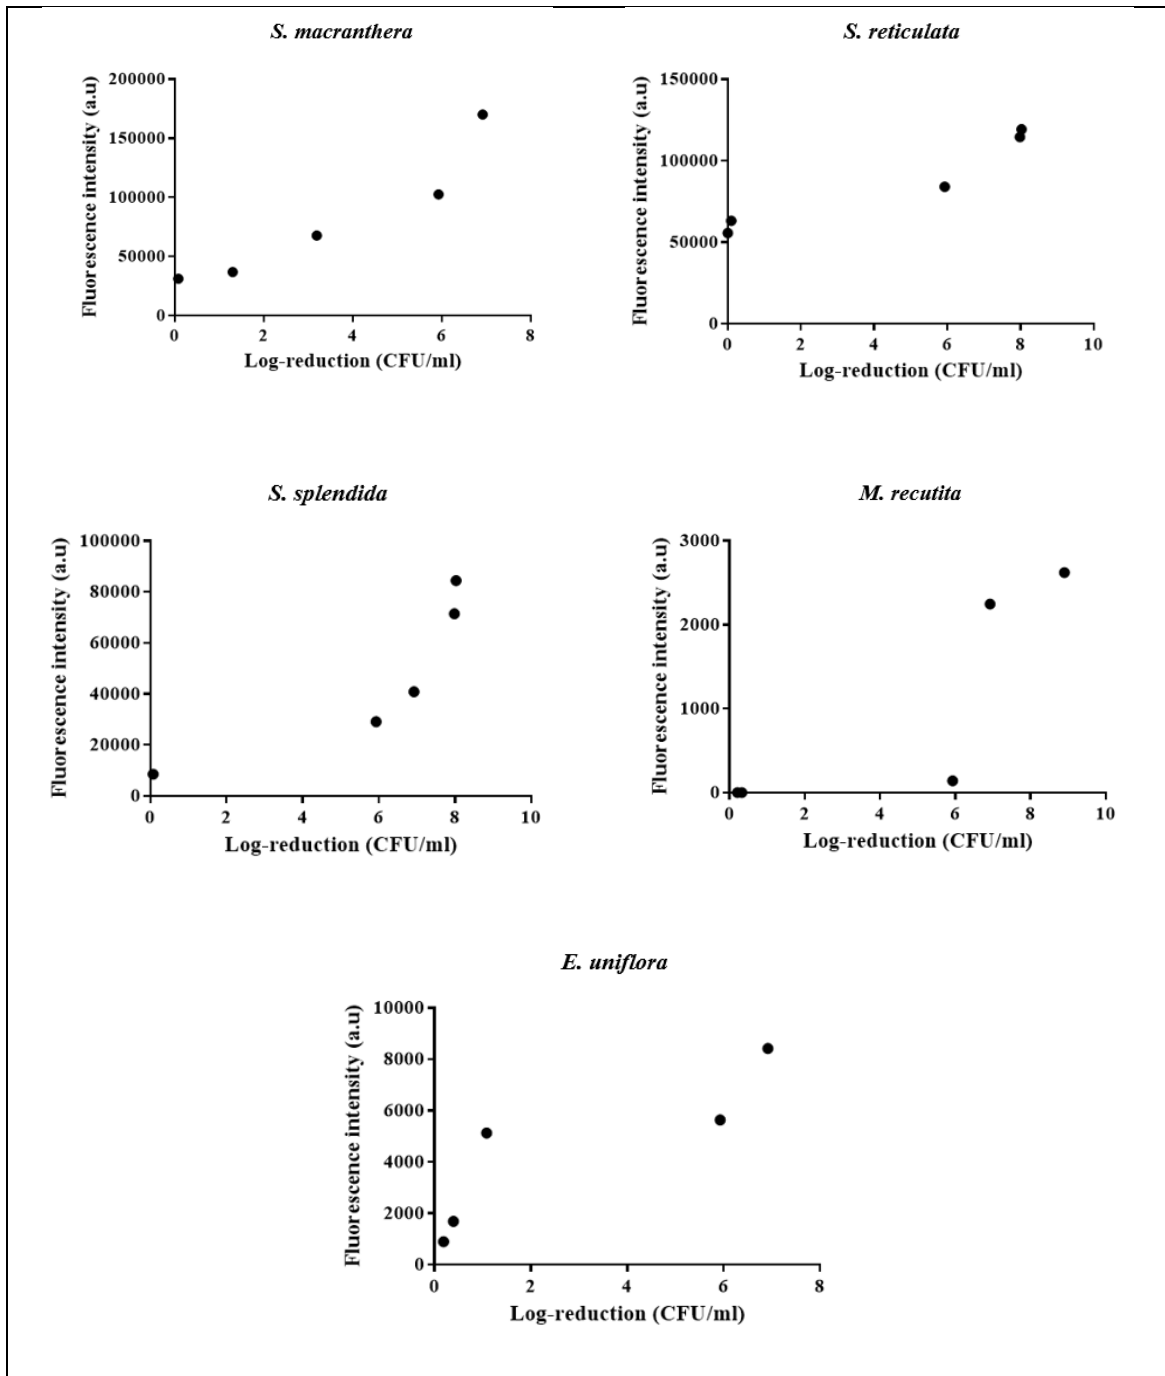 S. macranthera
Fluorescence intensity (a.u)
200000
150000
100000
50000
0
0 2 4 6 8
Log-reduction (CFU/ml)
S. reticulata
Fluorescence intensity (a.u)
150000
100000
50000
0
0 2 4 6 8 10
Log-reduction (CFU/ml)
S. splendida
Fluorescence intensity (a.u)
100000
80000
60000
40000
20000
0
0 2 4 6 8 10
Log-reduction (CFU/ml)
M. recutita
Fluorescence intensity (a.u)
3000
2000
1000
0
0 2 4 6 8 10
Log-reduction (CFU/ml)
E. uniflora
Fluorescence intensity (a.u)
10000
8000
6000
4000
2000
0
0 2 4 6 8
Log-reduction (CFU/ml)